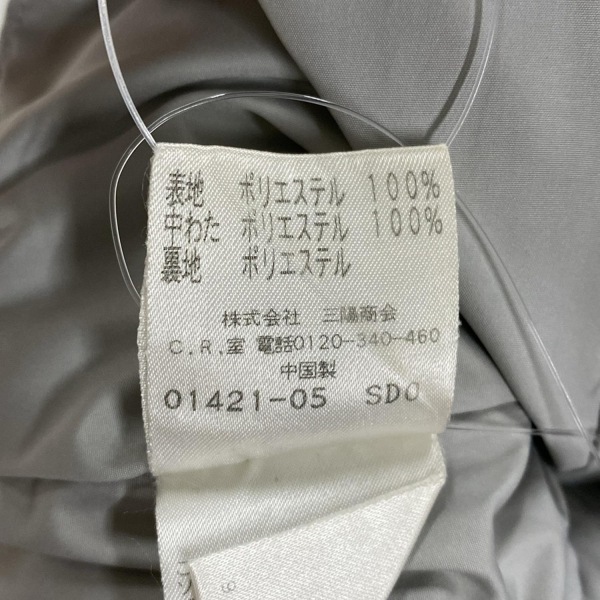 表地 ポリエステル 100%
中わた ポリエステル 100%
裏地 ポリエステル
株式会社 三陽商会
C.R.室 電話0120-340-460
中国製
01421-05 SDO